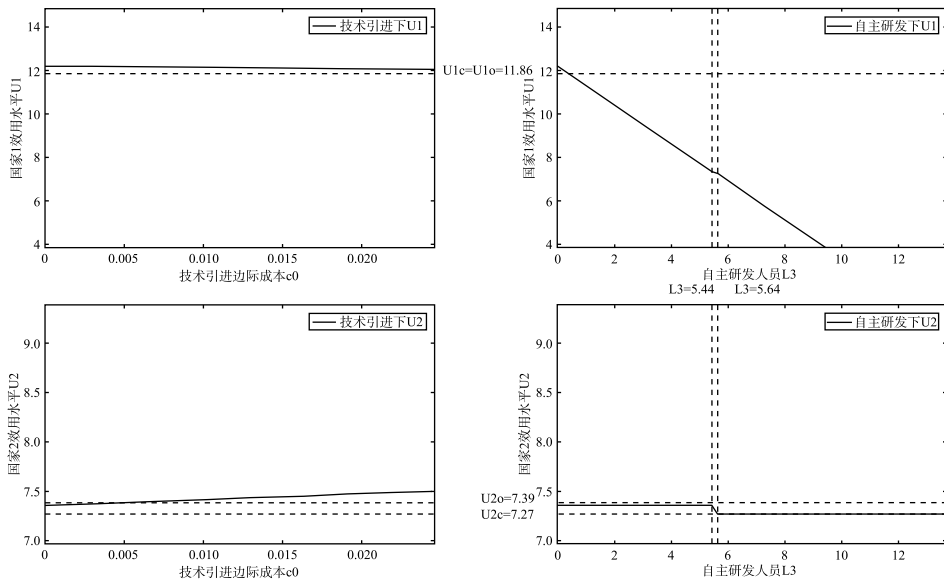 技术引进下U1
14
12
10
8
6
4
国家1效用水平U1
0
0.005
0.010
0.015
0.020
技术引进边际成本c0
U1c=U1o=11.86
自主研发下U1
14
12
10
8
6
4
国家1效用水平U1
0
2
4
6
8
10
12
自主研发人员L3
L3=5.44
L3=5.64
技术引进下U2
9.0
8.5
8.0
7.5
7.0
国家2效用水平U2
0
0.005
0.010
0.015
0.020
技术引进边际成本c0
自主研发下U2
9.0
8.5
8.0
7.5
U2o=7.39
U2c=7.27
7.0
国家2效用水平U2
0
2
4
6
8
10
12
自主研发人员L3